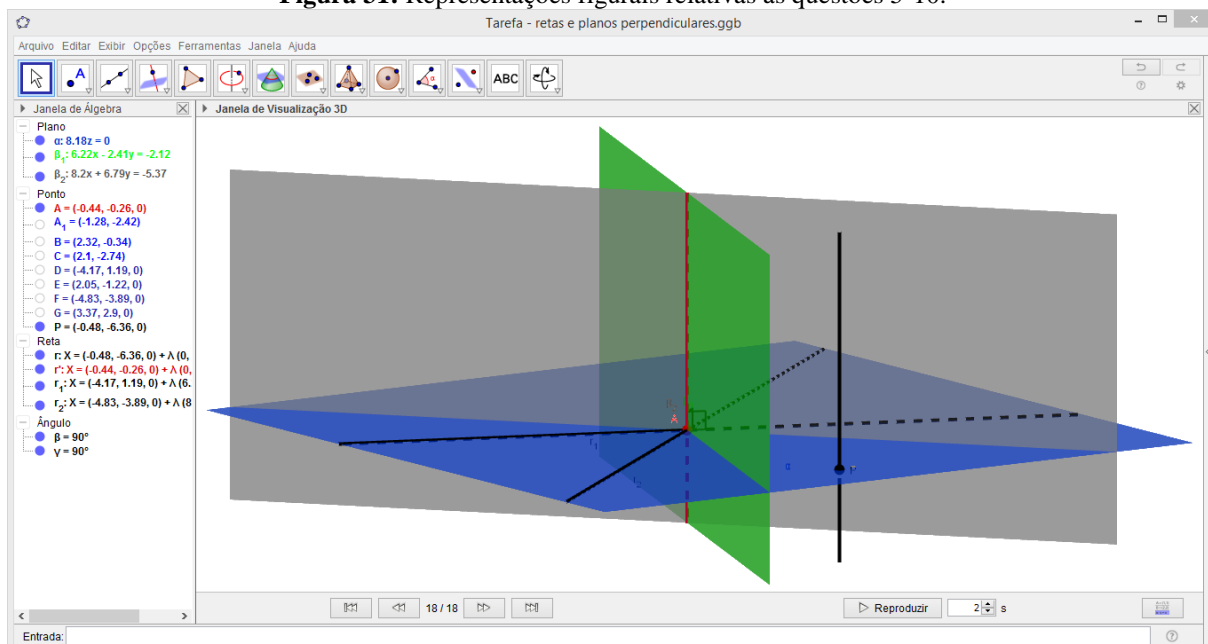 Figura 31: Representações figurais relativas às questões 5-10.
Tarefa - retas e planos perpendiculares.ggb
Arquivo Editar Exibir Opções Ferramentas Janela Ajuda
A
α
ABC
Janela de Álgebra
Janela de Visualização 3D
Plano
α: 8.18z = 0
β₁: 6.22x - 2.41y = -2.12
β₂: 8.2x + 6.79y = -5.37
Ponto
A = (-0.44, -0.26, 0)
A₁ = (-1.28, -2.42)
B = (2.32, -0.34)
C = (2.1, -2.74)
D = (-4.17, 1.19, 0)
E = (2.05, -1.22, 0)
F = (-4.83, -3.89, 0)
G = (3.37, 2.9, 0)
P = (-0.48, -6.36, 0)
Reta
r: X = (-0.48, -6.36, 0) + λ (0,
r': X = (-0.44, -0.26, 0) + λ (0,
r₁: X = (-4.17, 1.19, 0) + λ (6.
r₂: X = (-4.83, -3.89, 0) + λ (8
Ângulo
β = 90°
γ = 90°
A
r₁
r₂
α
P
18 / 18
Reproduzir
2
s
Entrada: